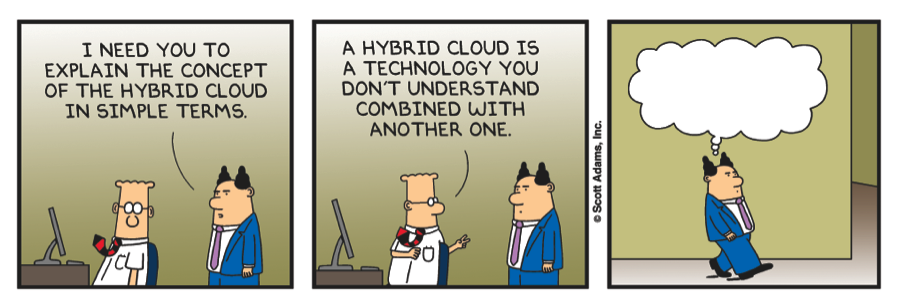 I NEED YOU TO
EXPLAIN THE CONCEPT
OF THE HYBRID CLOUD
IN SIMPLE TERMS.
A HYBRID CLOUD IS
A TECHNOLOGY YOU
DON'T UNDERSTAND
COMBINED WITH
ANOTHER ONE.
© Scott Adams, Inc.